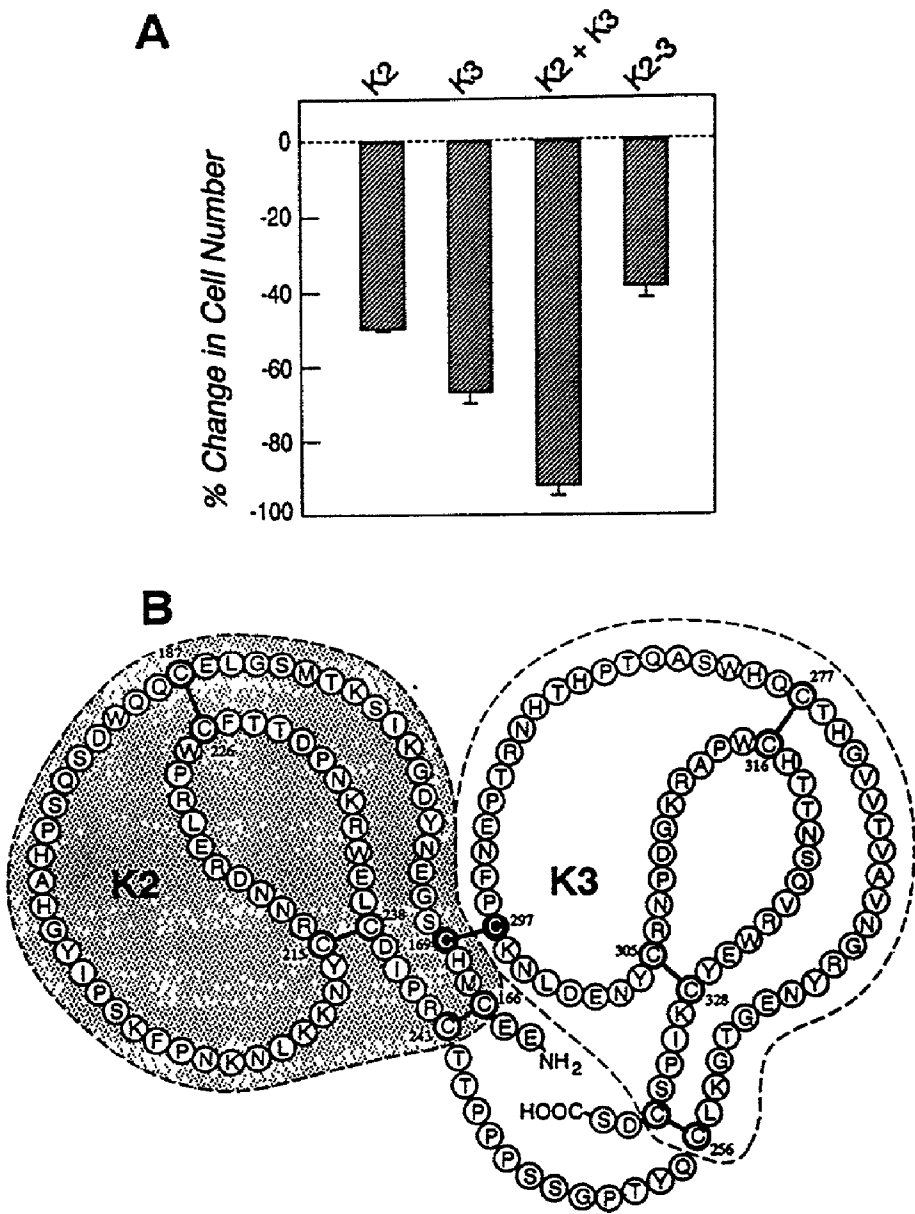 A
K2
K3
K2 + K3
K2-3
% Change in Cell Number
0
-20
-40
-60
-80
-100
B
K2
K3
NH₂
EECMHCSGENYDGKISKTMSGLECQQWDSQSPHAHGYIPSKFPNKNLKKNYCRNNDRELRPWCFTTDPNKRWELCDIPRCTTPPPSSGPTYQCLKGTGENYRGNVAVTVVGHTCQHWSAQTPHTHNRTPENFPCKNLDENYCRNPDGKRAPWCHTTNSQVRWEYCKIPSCDS
HOOC
187
226
215
238
169
166
243
297
277
316
305
328
256